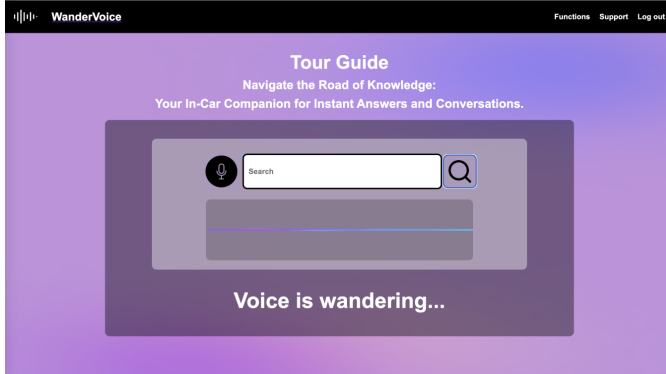 WanderVoice
Functions Support Log out
Tour Guide
Navigate the Road of Knowledge:
Your In-Car Companion for Instant Answers and Conversations.
Search
Voice is wandering...